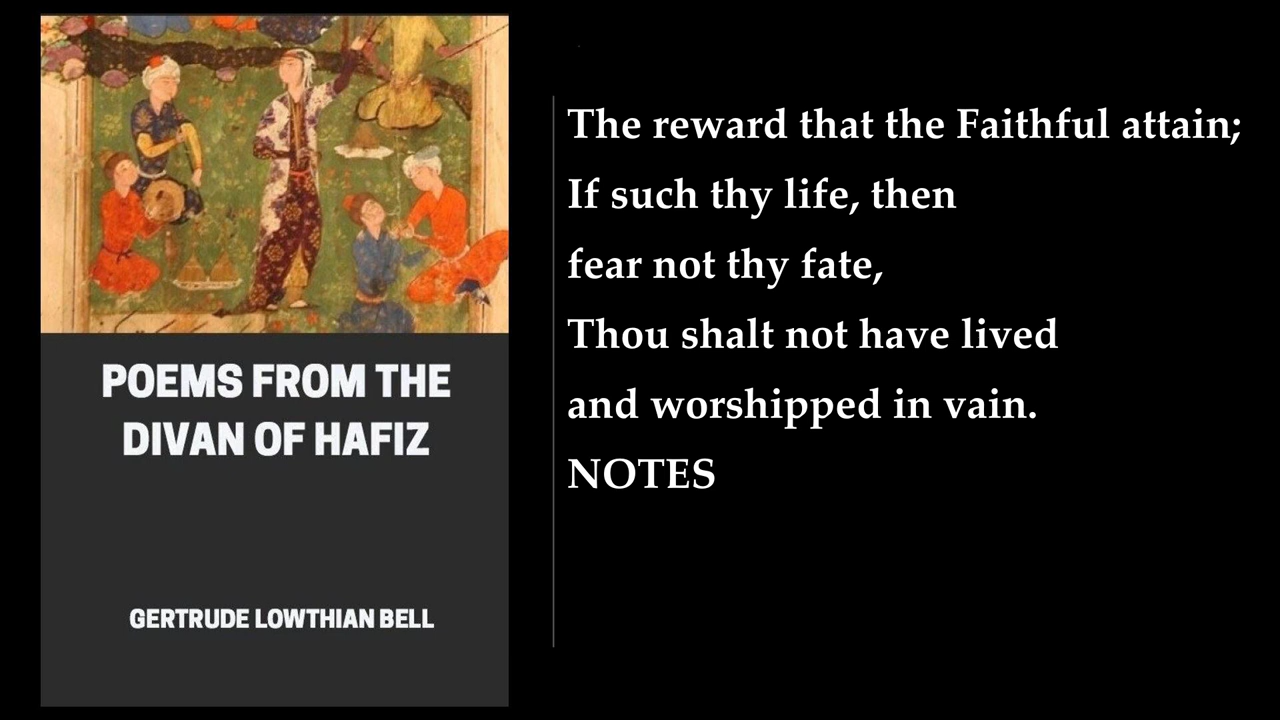 POEMS FROM THE
DIVAN OF HAFIZ
GERTRUDE LOWTHIAN BELL
The reward that the Faithful attain;
If such thy life, then
fear not thy fate,
Thou shalt not have lived
and worshipped in vain.
NOTES